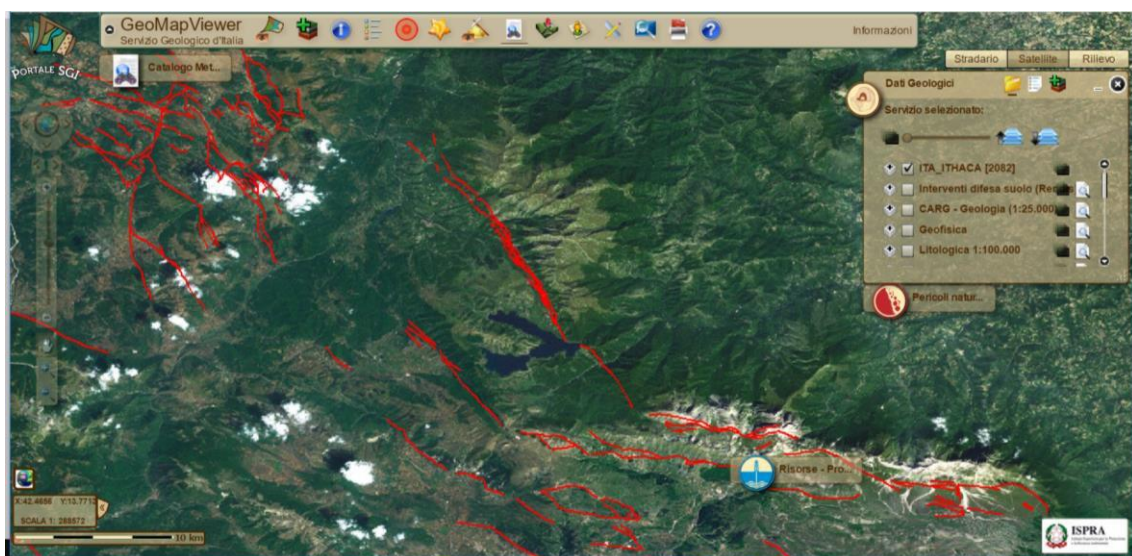 GeoMapViewer
Servizio Geologico d'Italia
Informazioni
PORTALE SGI
Catalogo Met...
Stradario
Satellite
Rilievo
Dati Geologici
Servizio selezionato:
ITA_ITHACA [2082]
Interventi difesa suolo (Ren
CARG - Geologia (1:25.000)
Geofisica
Litologica 1:100.000
Pericoli natur...
Risorse - Pro...
X:42.4656 Y:13.7713
SCALA 1: 288572
10 km
ISPRA